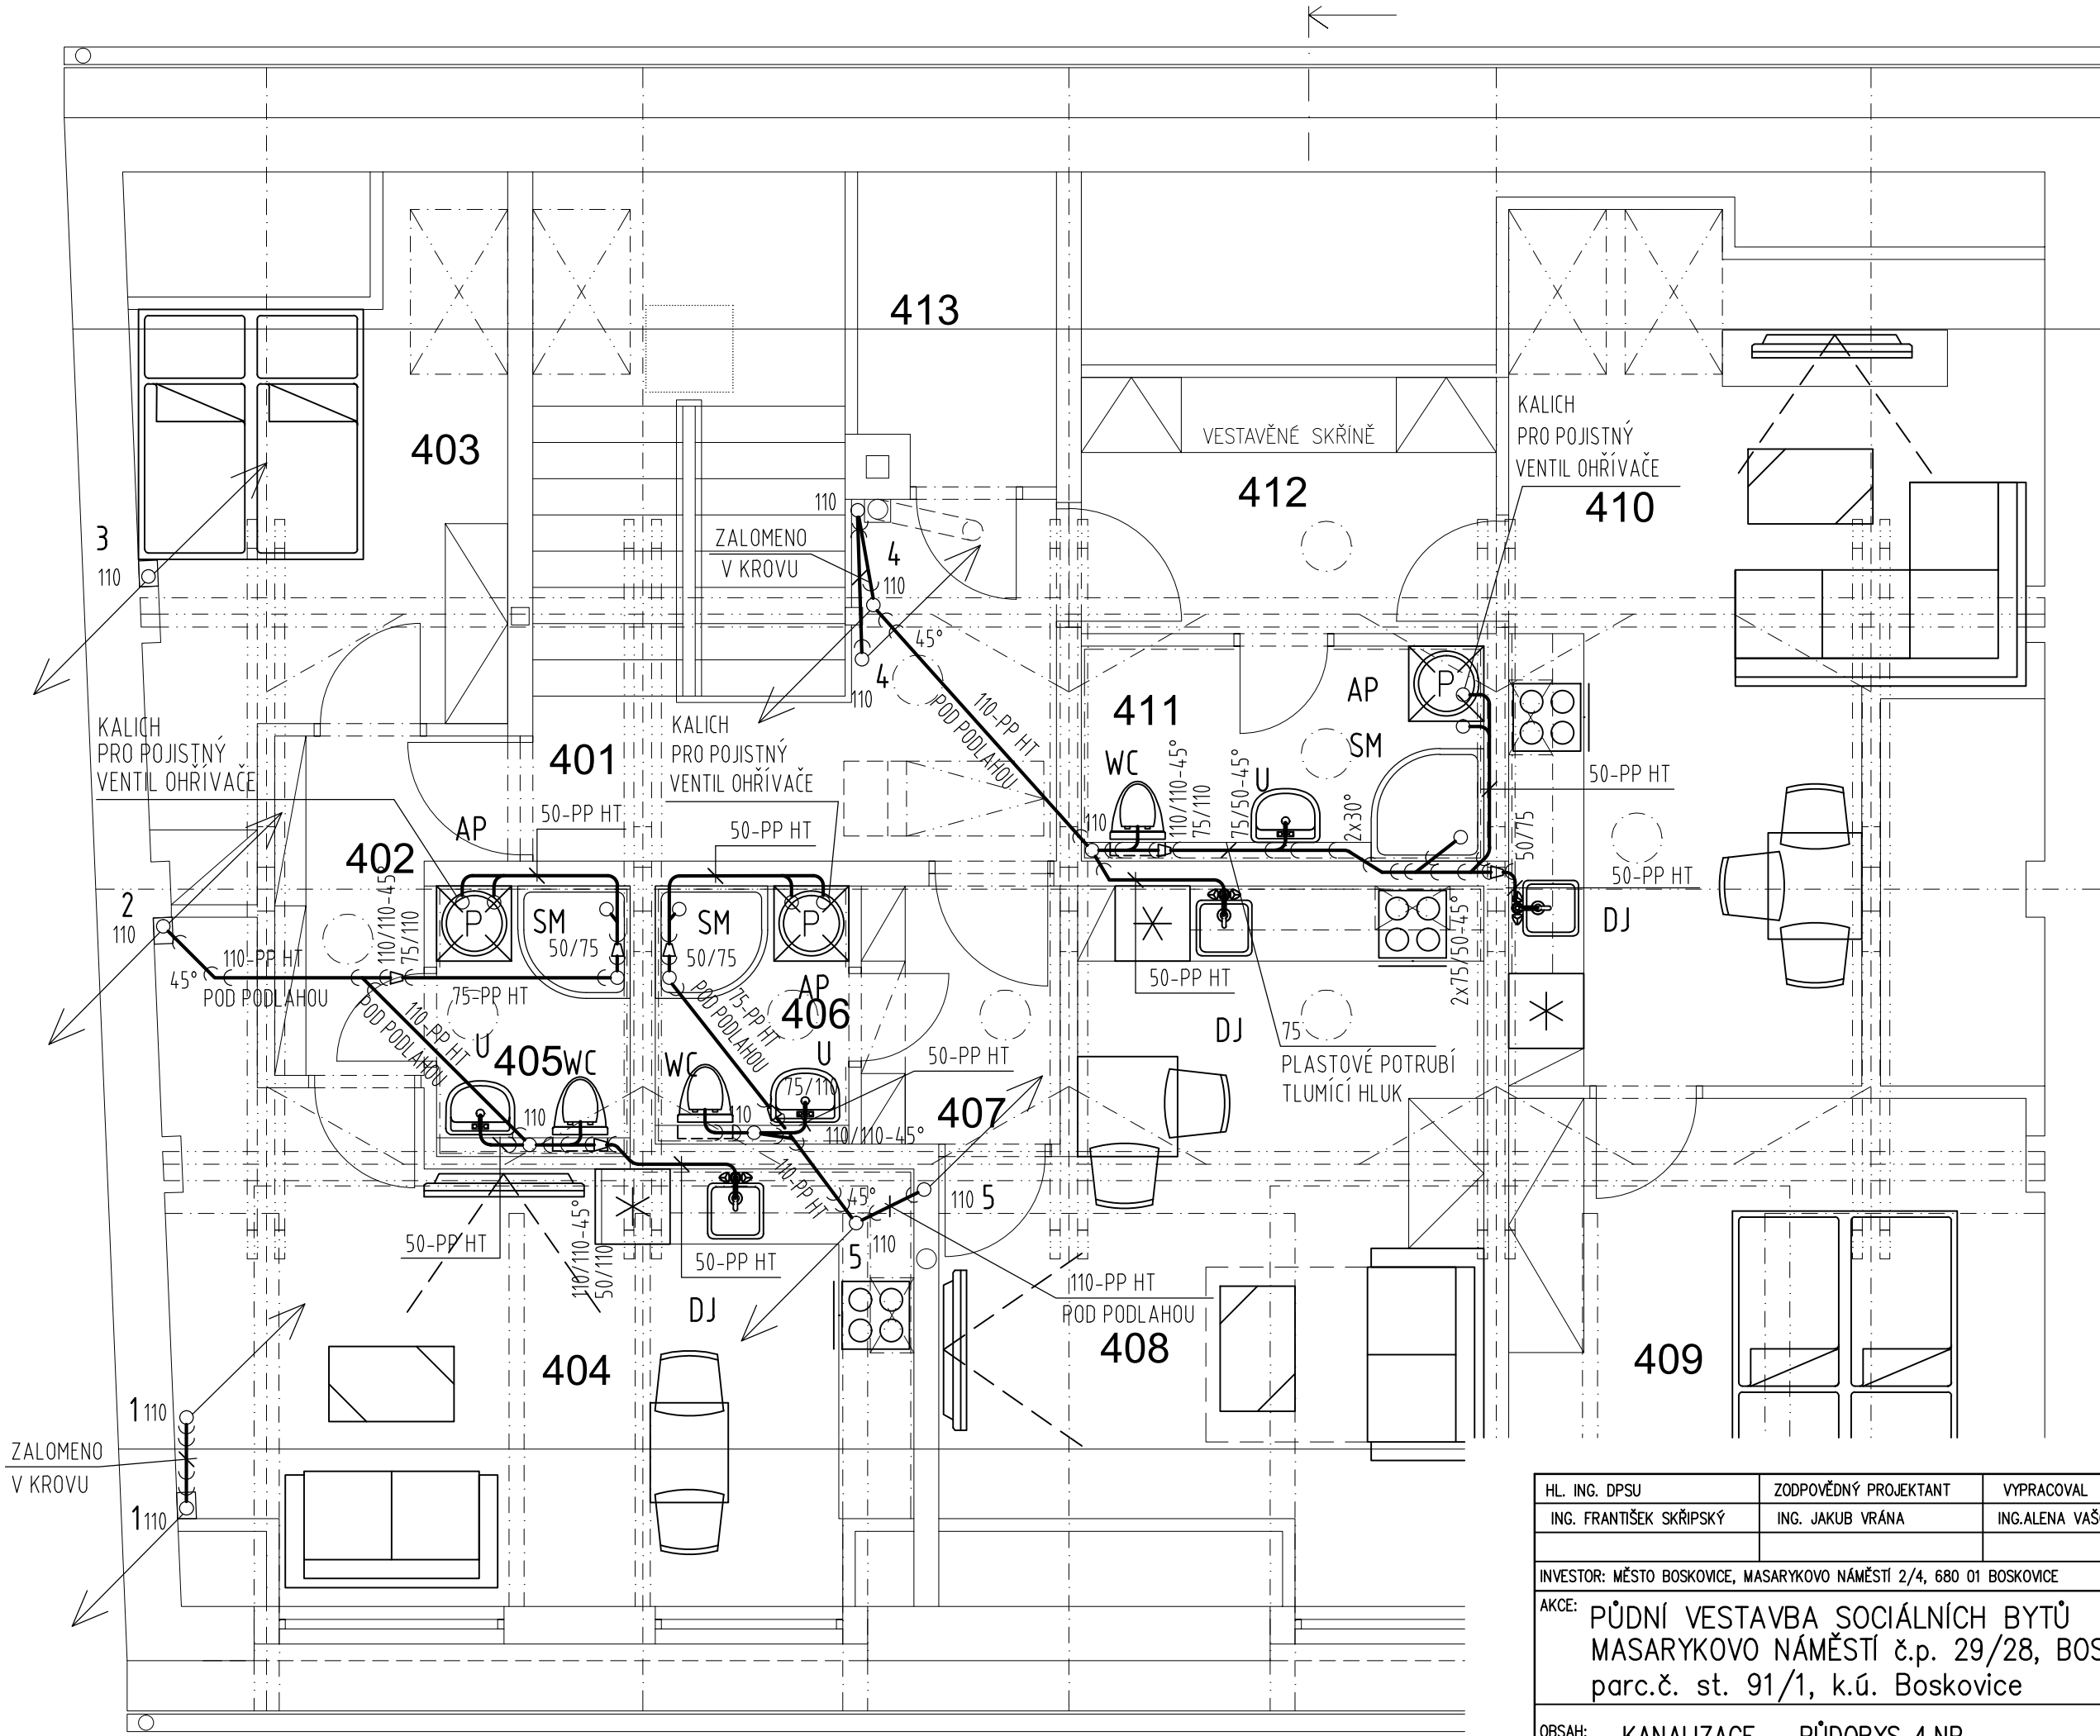 413
403
KALICH
PRO POJISTNÝ
VENTIL OHŘÍVAČE
VESTAVĚNÉ SKŘÍNĚ
412
410
3
110
110
ZALOMENO
V KROVU
4
110
45°
4
110
110-PP HT
POD PODLAHOU
411
AP
SM
WC
U
110
110/110-45°
75/110
75/50-45°
2x30°
P
50-PP HT
50/75
50-PP HT
DJ
KALICH
PRO POJISTNÝ
VENTIL OHŘÍVAČE
401
KALICH
PRO POJISTNÝ
VENTIL OHŘÍVAČE
50-PP HT
50-PP HT
AP
402
2
110
P
SM
50/75
SM
50/75
P
110/110-45°
75/110
110-PP HT
45°
POD PODLAHOU
75-PP HT
110-PP HT
POD PODLAHOU
75-PP HT
POD PODLAHOU
AP
406
50-PP HT
DJ
2x75/50-45°
75
PLASTOVÉ POTRUBÍ
TLUMÍCÍ HLUK
U
405
WC
WC
U
50-PP HT
75/110
110
110
407
110/110-45°
110-PP HT
45°
110
5
5
110
50-PP HT
110/110-45°
50/110
50-PP HT
DJ
110-PP HT
POD PODLAHOU
404
408
409
1
110
ZALOMENO
V KROVU
1
110
HL. ING. DPSU
ZODPOVĚDNÝ PROJEKTANT
VYPRACOVAL
ING. FRANTIŠEK SKŘIPSKÝ
ING. JAKUB VRÁNA
ING.ALENA VAŠ
INVESTOR: MĚSTO BOSKOVICE, MASARYKOVO NÁMĚSTÍ 2/4, 680 01 BOSKOVICE
AKCE: PŮDNÍ VESTAVBA SOCIÁLNÍCH BYTŮ
MASARYKOVO NÁMĚSTÍ č.p. 29/28, BOS
parc.č. st. 91/1, k.ú. Boskovice
OBSAH: KANALIZACE PŮDORYS 4.NP